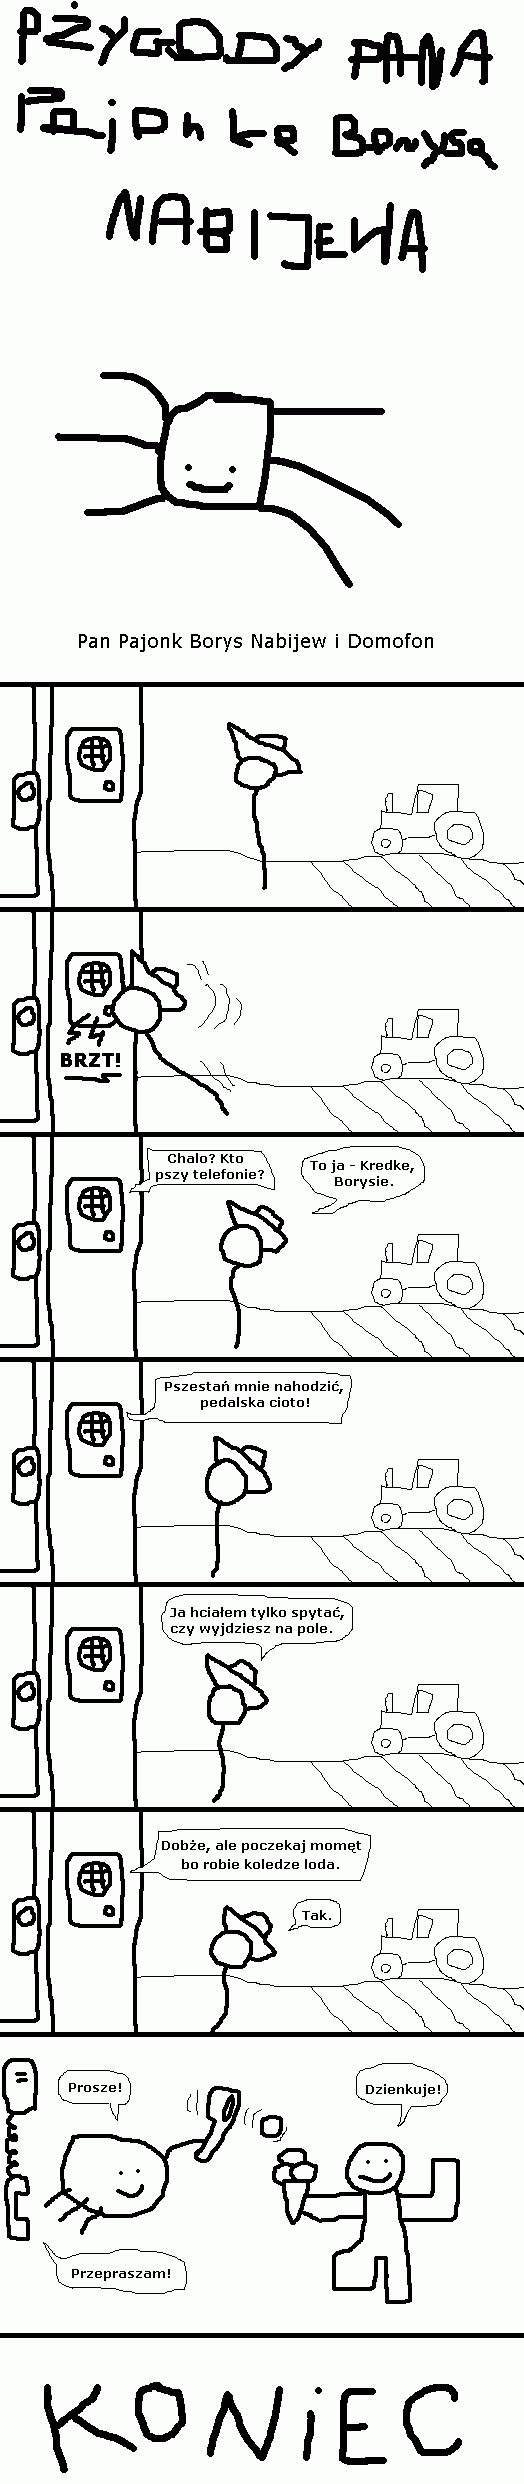 PŻYGODY PANA
PajOnka BOrysa
NABIJEWA
Pan Pajonk Borys Nabijew i Domofon
BRZT!
Chalo? Kto
pszy telefonie?
To ja - Kredke,
Borysie.
Pszestań mnie nahodzić,
pedalska cioto!
Ja hciałem tylko spytać,
czy wyjdziesz na pole.
Dobże, ale poczekaj momęt
bo robie koledze loda.
Tak.
Prosze!
Dzienkuje!
Przepraszam!
KONiEC